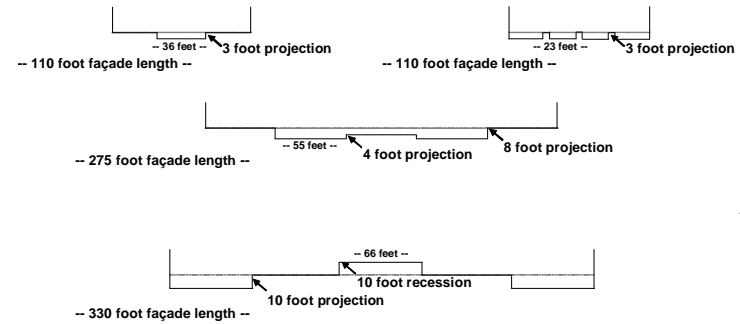 -- 36 feet --
3 foot projection
-- 110 foot façade length --
-- 23 feet --
3 foot projection
-- 110 foot façade length --
-- 55 feet --
4 foot projection
8 foot projection
-- 275 foot façade length --
-- 66 feet --
10 foot recession
10 foot projection
-- 330 foot façade length --